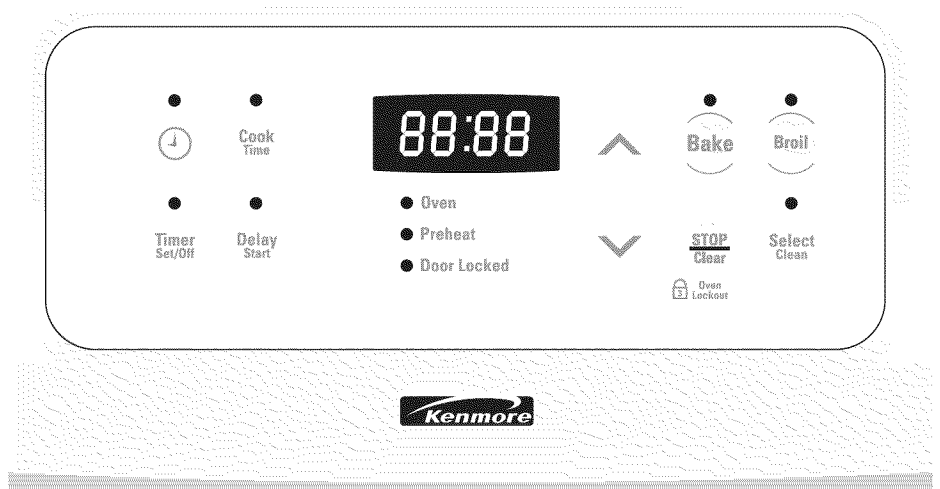 Cook
Time
88:88
Bake
Broil
Oven
Timer
Set/Off
Delay
Start
Preheat
STOP
Clear
Select
Clean
Door Locked
Oven
Lockout
3
Kenmore